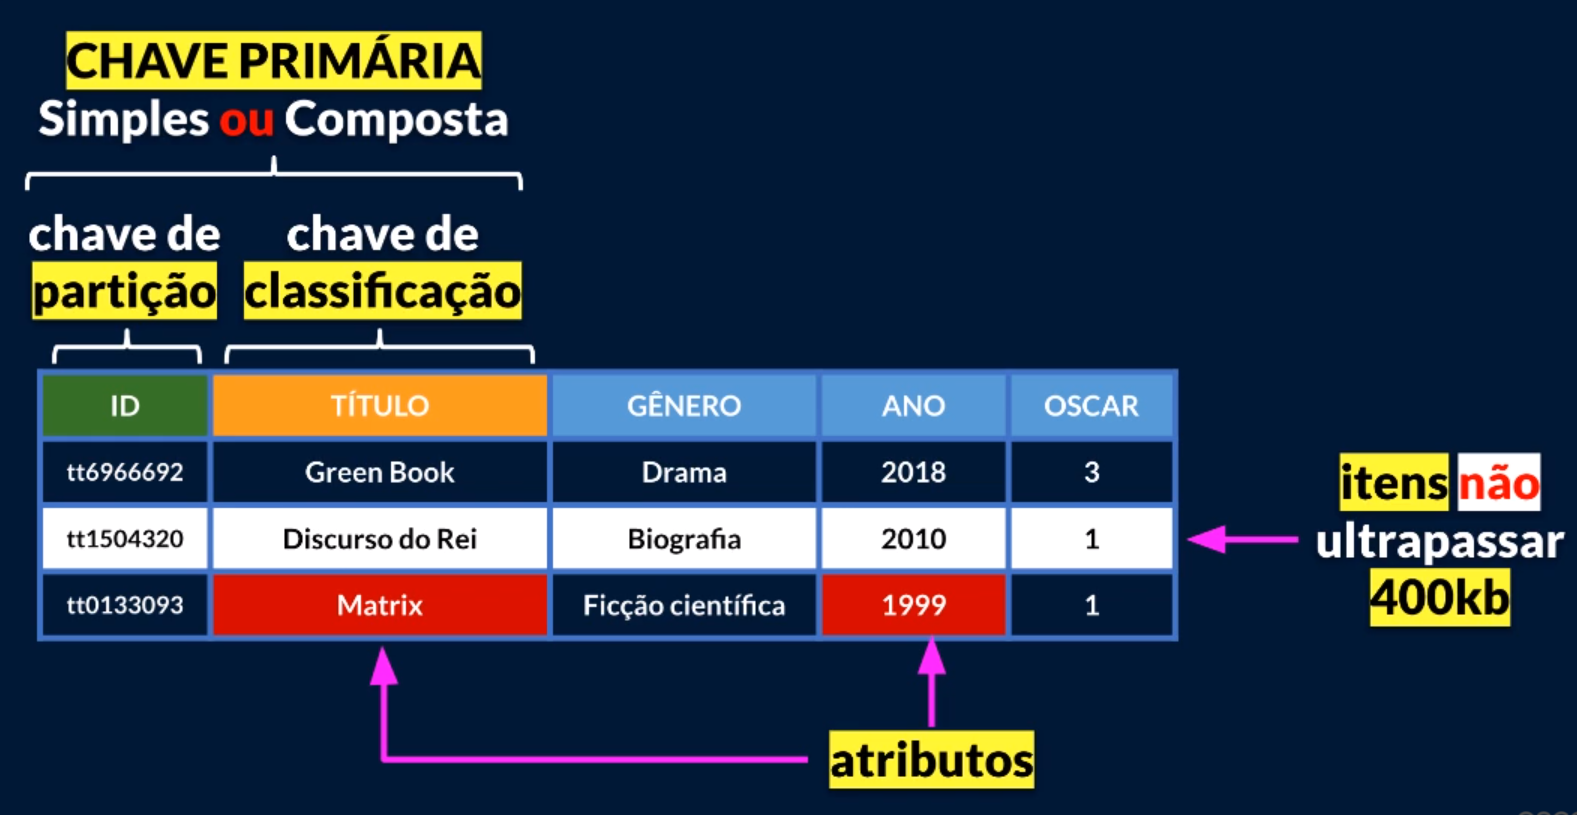 CHAVE PRIMÁRIA
Simples ou Composta
chave de
partição
chave de
classificação
ID TÍTULO GÊNERO ANO OSCAR
tt6966692 Green Book Drama 2018 3
tt1504320 Discurso do Rei Biografia 2010 1
tt0133093 Matrix Ficção científica 1999 1
itens não
ultrapassar
400kb
atributos